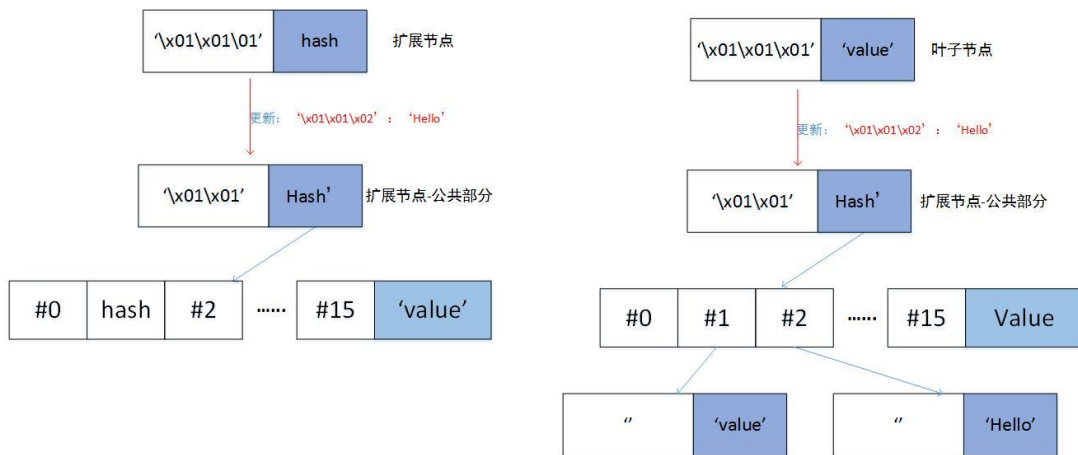 '\x01\x01\01' hash 扩展节点
更新: '\x01\x01\x02' : 'Hello'
'\x01\x01' Hash' 扩展节点-公共部分
#0 hash #2 ...... #15 'value'
'\x01\x01\x01' 'value' 叶子节点
更新: '\x01\x01\x02' : 'Hello'
'\x01\x01' Hash' 扩展节点-公共部分
#0 #1 #2 ...... #15 Value
'' 'value' '' 'Hello'